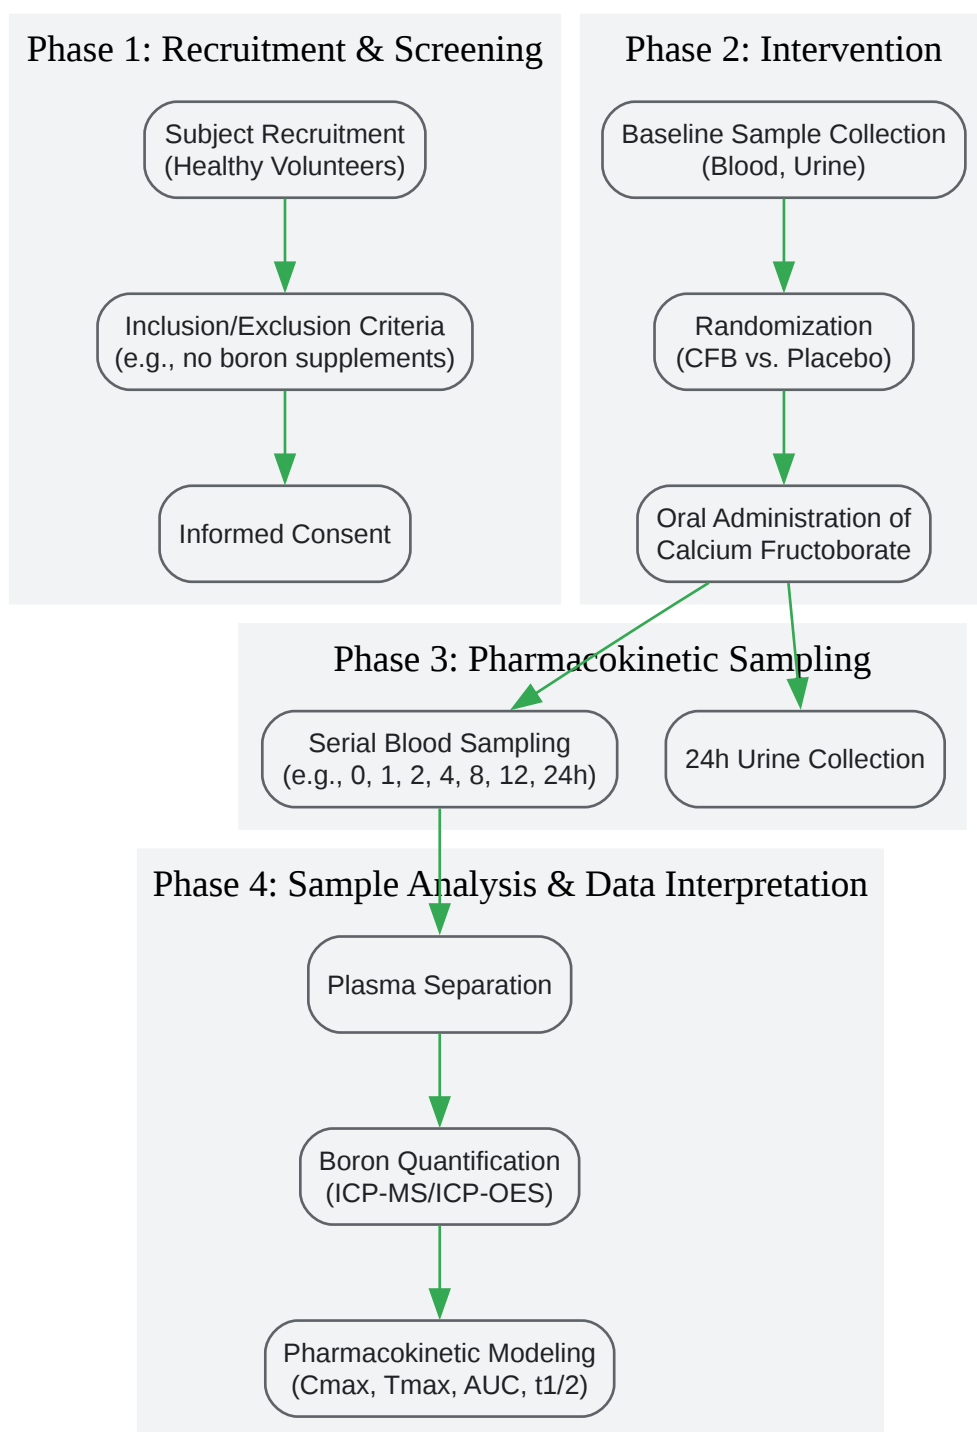 Phase 1: Recruitment & Screening
Subject Recruitment
(Healthy Volunteers)
Inclusion/Exclusion Criteria
(e.g., no boron supplements)
Informed Consent
Phase 2: Intervention
Baseline Sample Collection
(Blood, Urine)
Randomization
(CFB vs. Placebo)
Oral Administration of
Calcium Fructoborate
Phase 3: Pharmacokinetic Sampling
Serial Blood Sampling
(e.g., 0, 1, 2, 4, 8, 12, 24h)
24h Urine Collection
Phase 4: Sample Analysis & Data Interpretation
Plasma Separation
Boron Quantification
(ICP-MS/ICP-OES)
Pharmacokinetic Modeling
(Cmax, Tmax, AUC, t1/2)